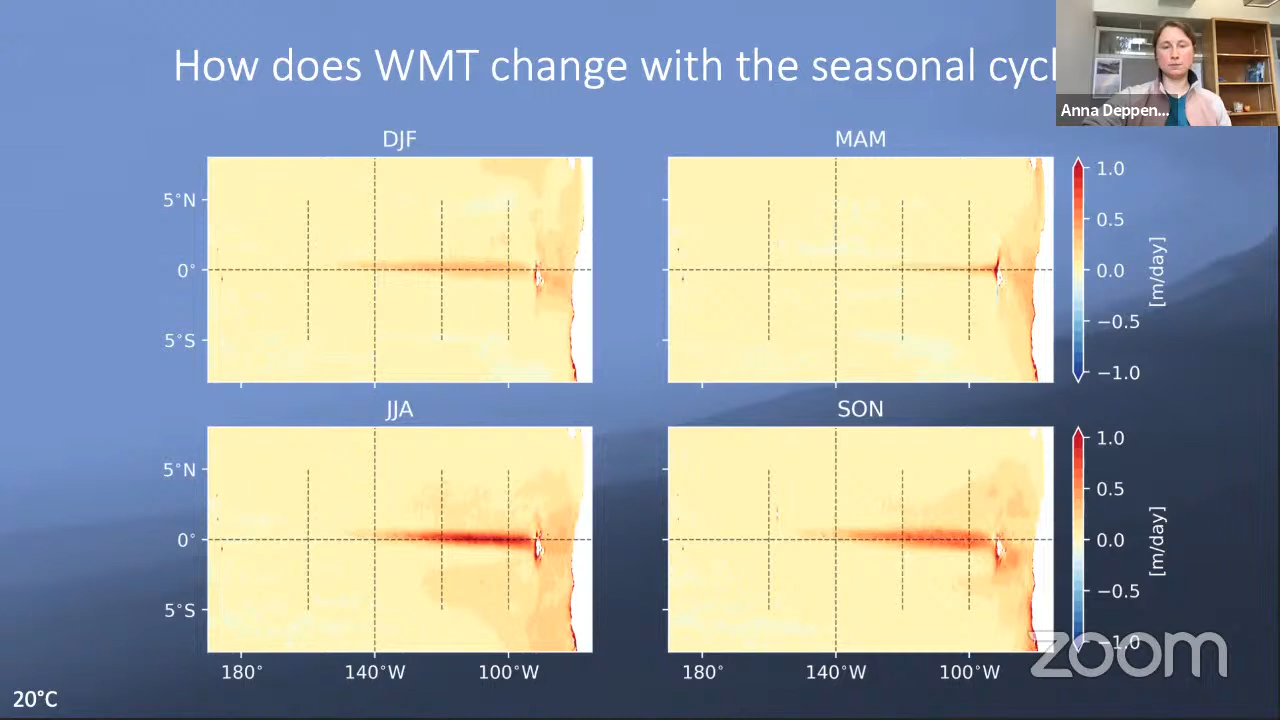 How does WMT change with the seasonal cycl
Anna Deppen...
DJF
MAM
5°N
0°
5°S
1.0
0.5
0.0
−0.5
−1.0
[m/day]
JJA
SON
5°N
0°
5°S
1.0
0.5
0.0
−0.5
−1.0
[m/day]
180°
140°W
100°W
180°
140°W
100°W
zoom
20°C